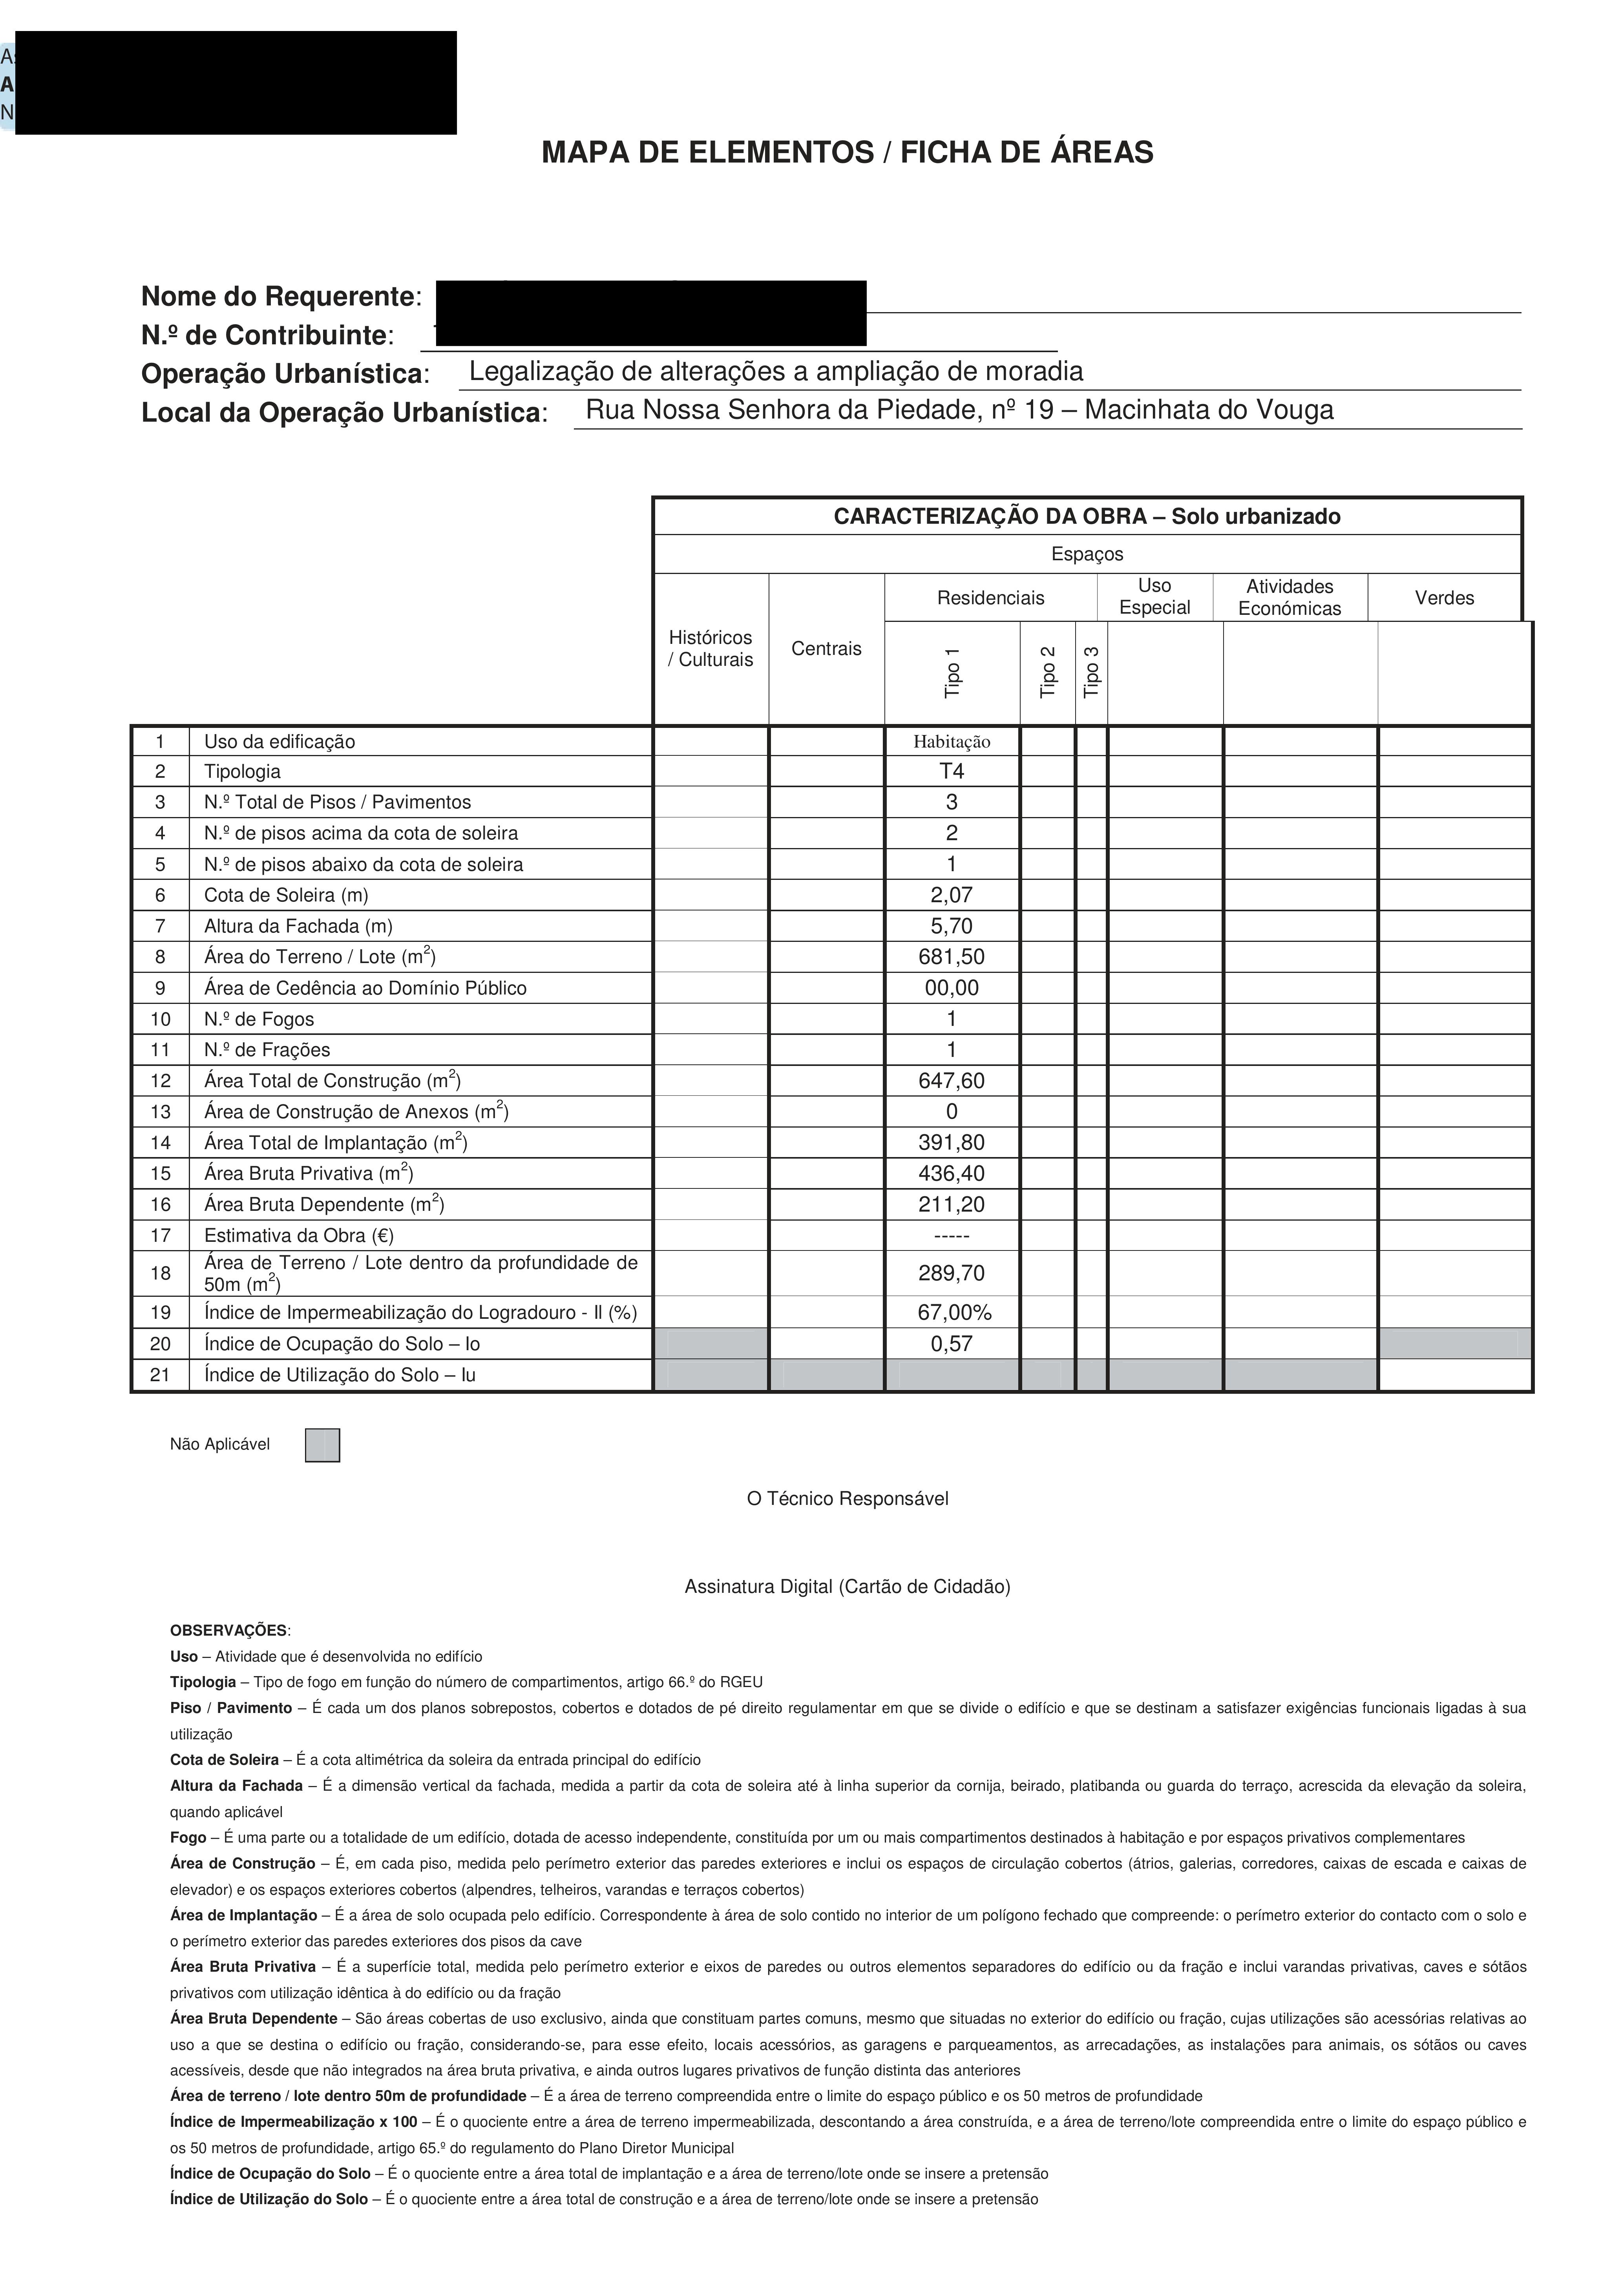 MAPA DE ELEMENTOS / FICHA DE ÁREAS
Nome do Requerente:
N.º de Contribuinte:
Operação Urbanística: Legalização de alterações a ampliação de moradia
Local da Operação Urbanística: Rua Nossa Senhora da Piedade, nº 19 – Macinhata do Vouga
CARACTERIZAÇÃO DA OBRA – Solo urbanizado
Espaços
Históricos / Culturais Centrais Residenciais Uso Especial Atividades Económicas Verdes
Tipo 1 Tipo 2 Tipo 3
1 Uso da edificação Habitação
2 Tipologia T4
3 N.º Total de Pisos / Pavimentos 3
4 N.º de pisos acima da cota de soleira 2
5 N.º de pisos abaixo da cota de soleira 1
6 Cota de Soleira (m) 2,07
7 Altura da Fachada (m) 5,70
8 Área do Terreno / Lote (m²) 681,50
9 Área de Cedência ao Domínio Público 00,00
10 N.º de Fogos 1
11 N.º de Frações 1
12 Área Total de Construção (m²) 647,60
13 Área de Construção de Anexos (m²) 0
14 Área Total de Implantação (m²) 391,80
15 Área Bruta Privativa (m²) 436,40
16 Área Bruta Dependente (m²) 211,20
17 Estimativa da Obra (€) -----
18 Área de Terreno / Lote dentro da profundidade de 50m (m²) 289,70
19 Índice de Impermeabilização do Logradouro - Il (%) 67,00%
20 Índice de Ocupação do Solo – Io 0,57
21 Índice de Utilização do Solo – Iu
Não Aplicável
O Técnico Responsável
Assinatura Digital (Cartão de Cidadão)
OBSERVAÇÕES:
Uso – Atividade que é desenvolvida no edifício
Tipologia – Tipo de fogo em função do número de compartimentos, artigo 66.º do RGEU
Piso / Pavimento – É cada um dos planos sobrepostos, cobertos e dotados de pé direito regulamentar em que se divide o edifício e que se destinam a satisfazer exigências funcionais ligadas à sua
utilização
Cota de Soleira – É a cota altimétrica da soleira da entrada principal do edifício
Altura da Fachada – É a dimensão vertical da fachada, medida a partir da cota de soleira até à linha superior da cornija, beirado, platibanda ou guarda do terraço, acrescida da elevação da soleira,
quando aplicável
Fogo – É uma parte ou a totalidade de um edifício, dotada de acesso independente, constituída por um ou mais compartimentos destinados à habitação e por espaços privativos complementares
Área de Construção – É, em cada piso, medida pelo perímetro exterior das paredes exteriores e inclui os espaços de circulação cobertos (átrios, galerias, corredores, caixas de escada e caixas de
elevador) e os espaços exteriores cobertos (alpendres, telheiros, varandas e terraços cobertos)
Área de Implantação – É a área de solo ocupada pelo edifício. Correspondente à área de solo contido no interior de um polígono fechado que compreende: o perímetro exterior do contacto com o solo e
o perímetro exterior das paredes exteriores dos pisos da cave
Área Bruta Privativa – É a superfície total, medida pelo perímetro exterior e eixos de paredes ou outros elementos separadores do edifício ou da fração e inclui varandas privativas, caves e sótãos
privativos com utilização idêntica à do edifício ou da fração
Área Bruta Dependente – São áreas cobertas de uso exclusivo, ainda que constituam partes comuns, mesmo que situadas no exterior do edifício ou fração, cujas utilizações são acessórias relativas ao
uso a que se destina o edifício ou fração, considerando-se, para esse efeito, locais acessórios, as garagens e parqueamentos, as arrecadações, as instalações para animais, os sótãos ou caves
acessíveis, desde que não integrados na área bruta privativa, e ainda outros lugares privativos de função distinta das anteriores
Área de terreno / lote dentro 50m de profundidade – É a área de terreno compreendida entre o limite do espaço público e os 50 metros de profundidade
Índice de Impermeabilização x 100 – É o quociente entre a área de terreno impermeabilizada, descontando a área construída, e a área de terreno/lote compreendida entre o limite do espaço público e
os 50 metros de profundidade, artigo 65.º do regulamento do Plano Diretor Municipal
Índice de Ocupação do Solo – É o quociente entre a área total de implantação e a área de terreno/lote onde se insere a pretensão
Índice de Utilização do Solo – É o quociente entre a área total de construção e a área de terreno/lote onde se insere a pretensão